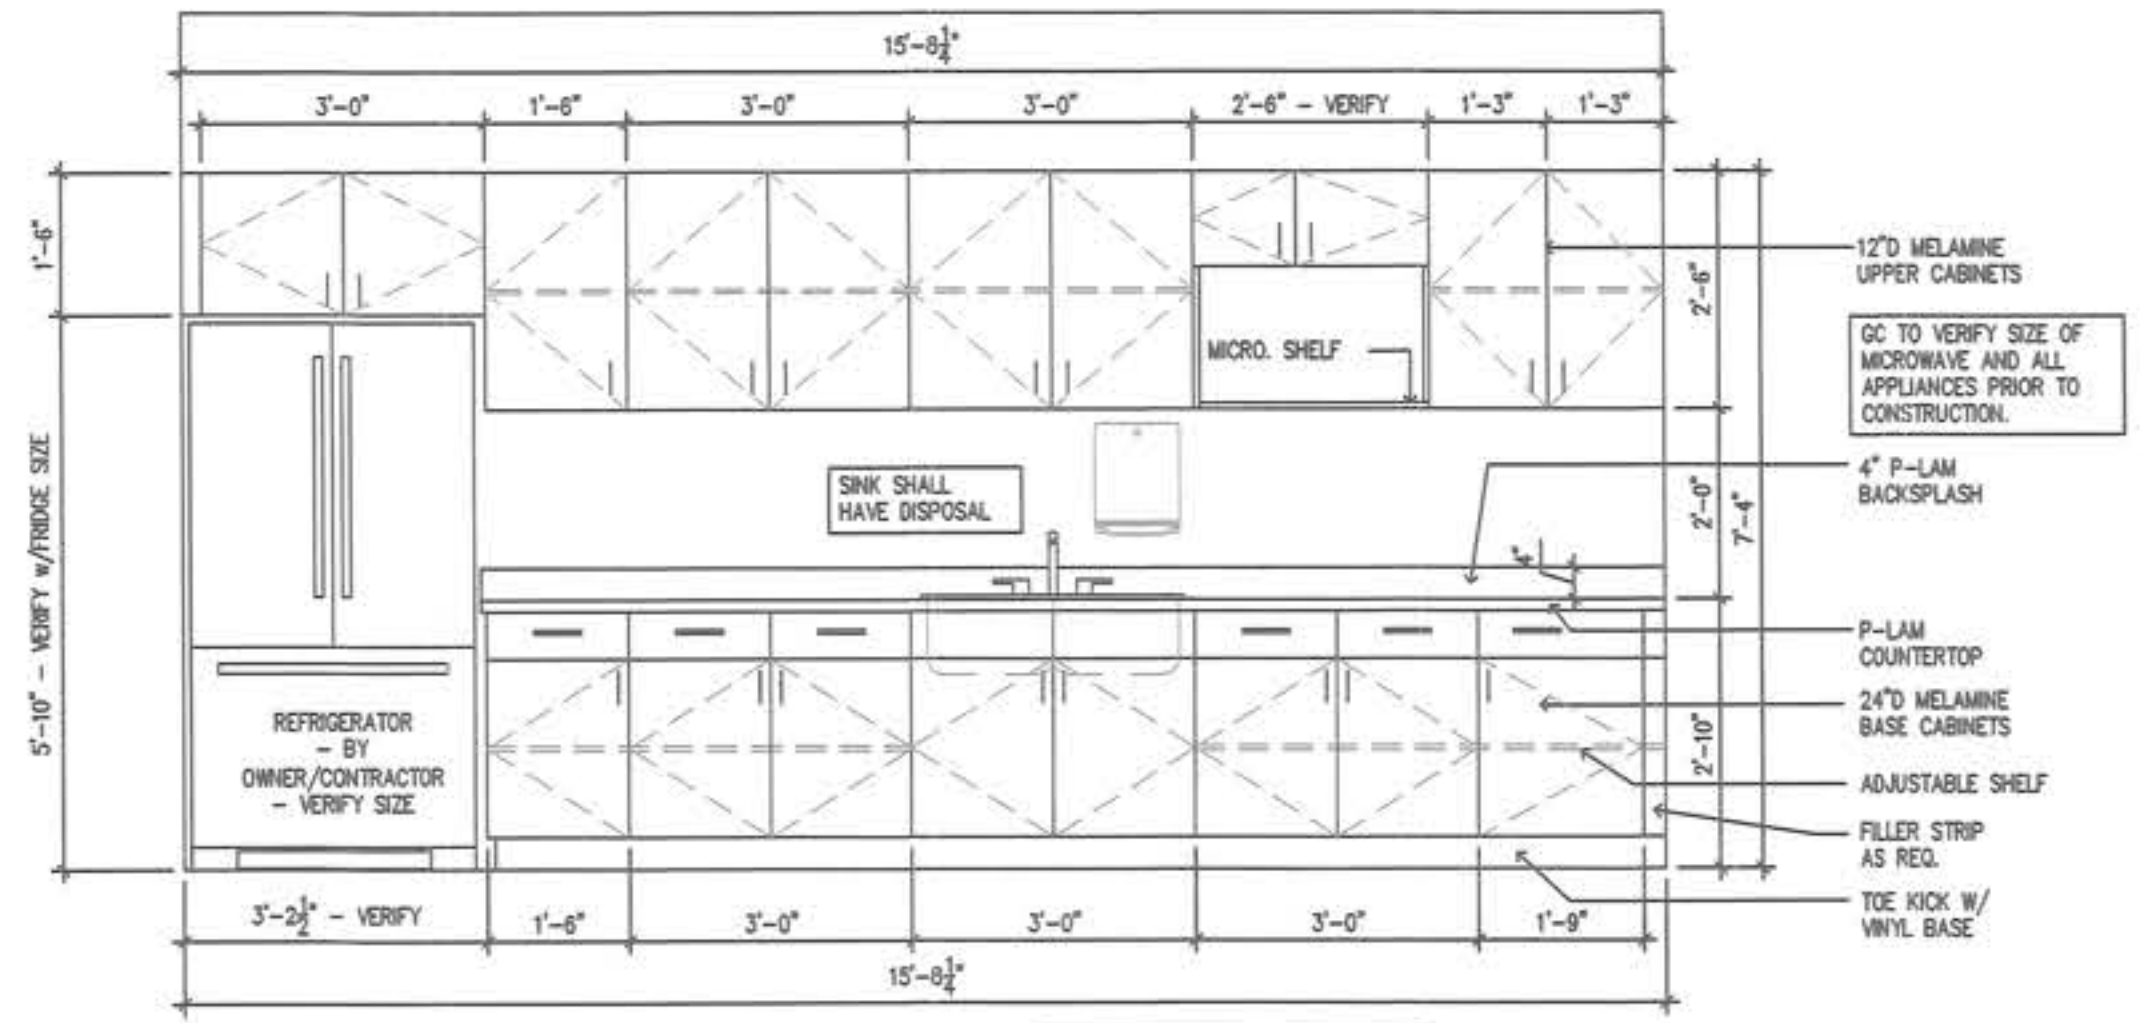 15'-8¼"
3'-0"
1'-6"
3'-0"
3'-0"
2'-6" - VERIFY
1'-3"
1'-3"
1'-6"
5'-10" - VERIFY w/FRIDGE SIZE
MICRO. SHELF
SINK SHALL
HAVE DISPOSAL
REFRIGERATOR
- BY
OWNER/CONTRACTOR
- VERIFY SIZE
2'-6"
2'-0"
7'-4"
4"
2'-10"
12"D MELAMINE
UPPER CABINETS
GC TO VERIFY SIZE OF
MICROWAVE AND ALL
APPLIANCES PRIOR TO
CONSTRUCTION.
4" P-LAM
BACKSPLASH
P-LAM
COUNTERTOP
24"D MELAMINE
BASE CABINETS
ADJUSTABLE SHELF
FILLER STRIP
AS REQ.
TOE KICK W/
VINYL BASE
3'-2½" - VERIFY
1'-6"
3'-0"
3'-0"
3'-0"
1'-9"
15'-8¼"